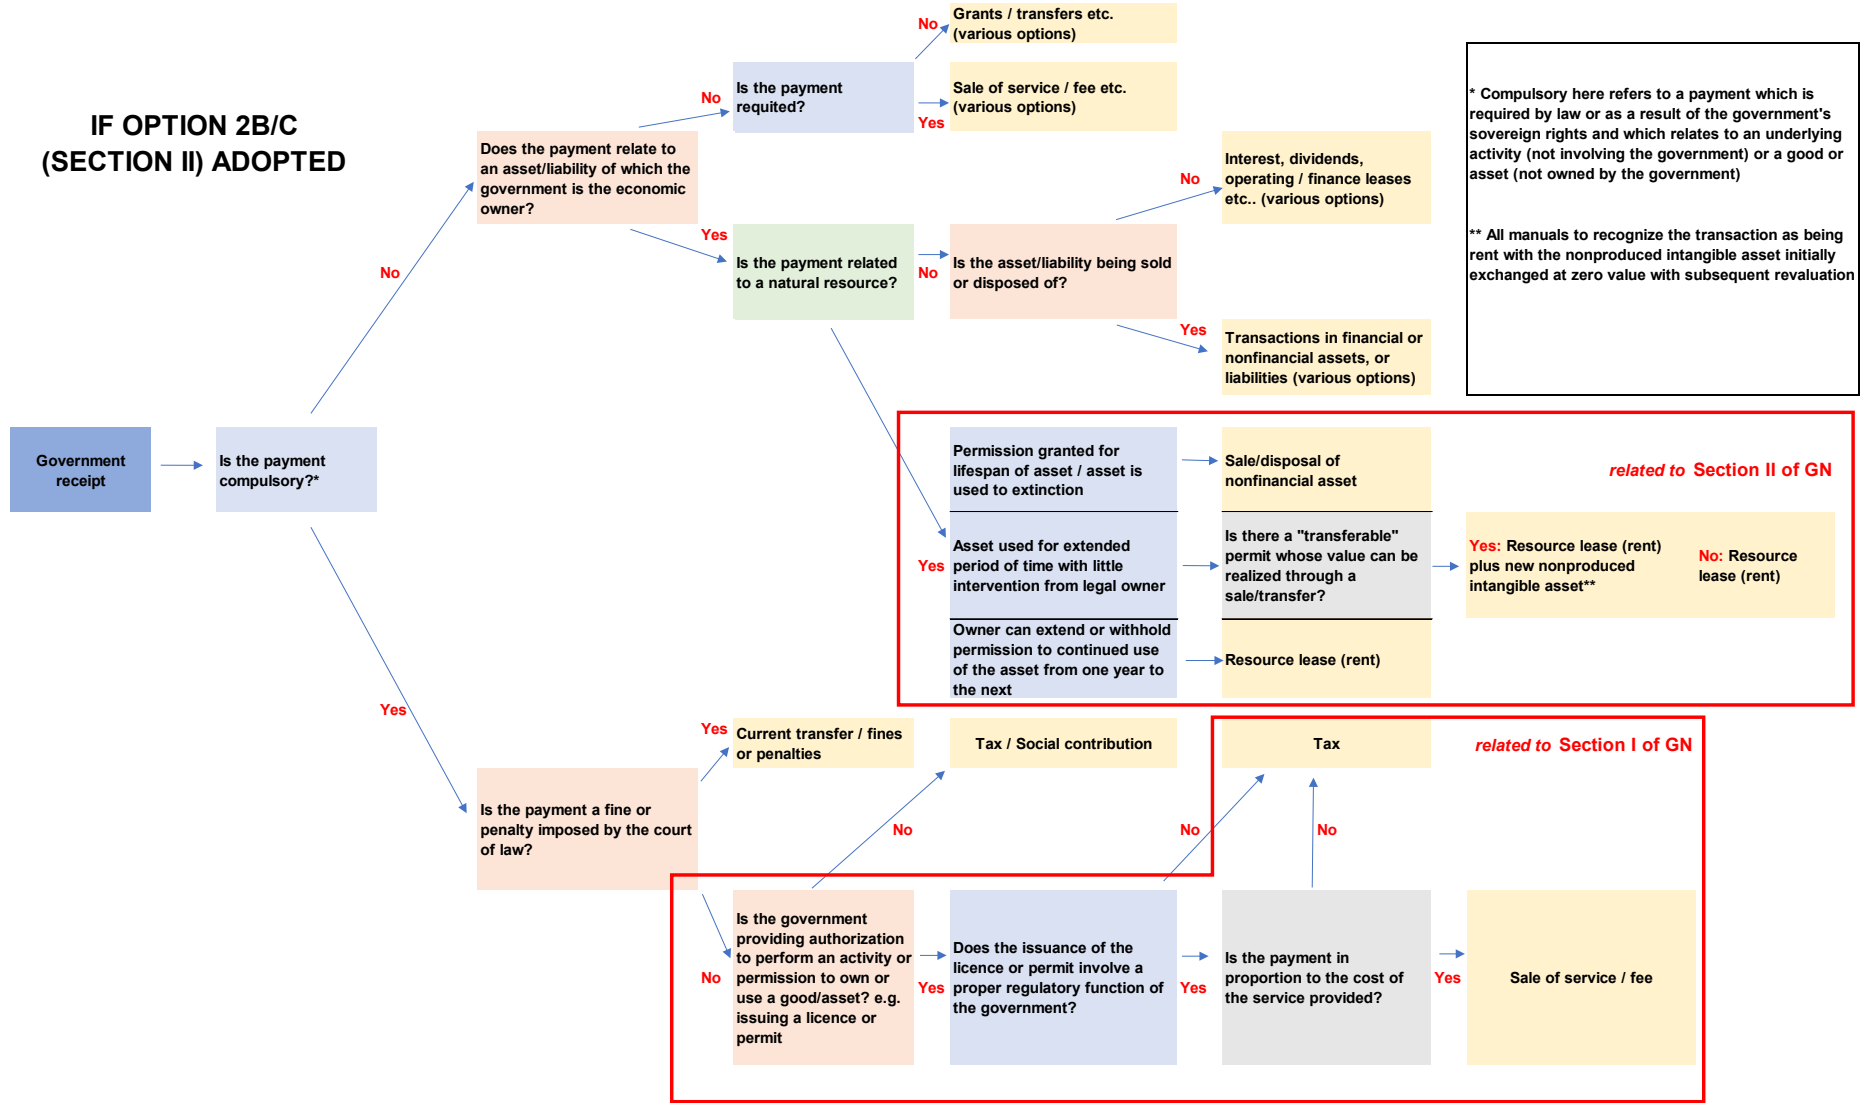 IF OPTION 2B/C
(SECTION II) ADOPTED
Government
receipt
Is the payment
compulsory?*
No
Yes
Does the payment relate to
an asset/liability of which the
government is the economic
owner?
No
Yes
Is the payment
requited?
No
Yes
Grants / transfers etc.
(various options)
Sale of service / fee etc.
(various options)
Is the payment related
to a natural resource?
No
Yes
Is the asset/liability being sold
or disposed of?
No
Yes
Interest, dividends,
operating / finance leases
etc.. (various options)
Transactions in financial or
nonfinancial assets, or
liabilities (various options)
* Compulsory here refers to a payment which is
required by law or as a result of the government's
sovereign rights and which relates to an underlying
activity (not involving the government) or a good or
asset (not owned by the government)
** All manuals to recognize the transaction as being
rent with the nonproduced intangible asset initially
exchanged at zero value with subsequent revaluation
related to Section II of GN
Permission granted for
lifespan of asset / asset is
used to extinction
Sale/disposal of
nonfinancial asset
Asset used for extended
period of time with little
intervention from legal owner
Is there a "transferable"
permit whose value can be
realized through a
sale/transfer?
Yes: Resource lease (rent)
plus new nonproduced
intangible asset**
No: Resource
lease (rent)
Owner can extend or withhold
permission to continued use
of the asset from one year to
the next
Resource lease (rent)
Is the payment a fine or
penalty imposed by the court
of law?
Yes
No
Current transfer / fines
or penalties
Tax / Social contribution
Tax
related to Section I of GN
Is the government
providing authorization
to perform an activity or
permission to own or
use a good/asset? e.g.
issuing a licence or
permit
No
Yes
Does the issuance of the
licence or permit involve a
proper regulatory function of
the government?
No
Yes
Is the payment in
proportion to the cost of
the service provided?
No
Yes
Sale of service / fee